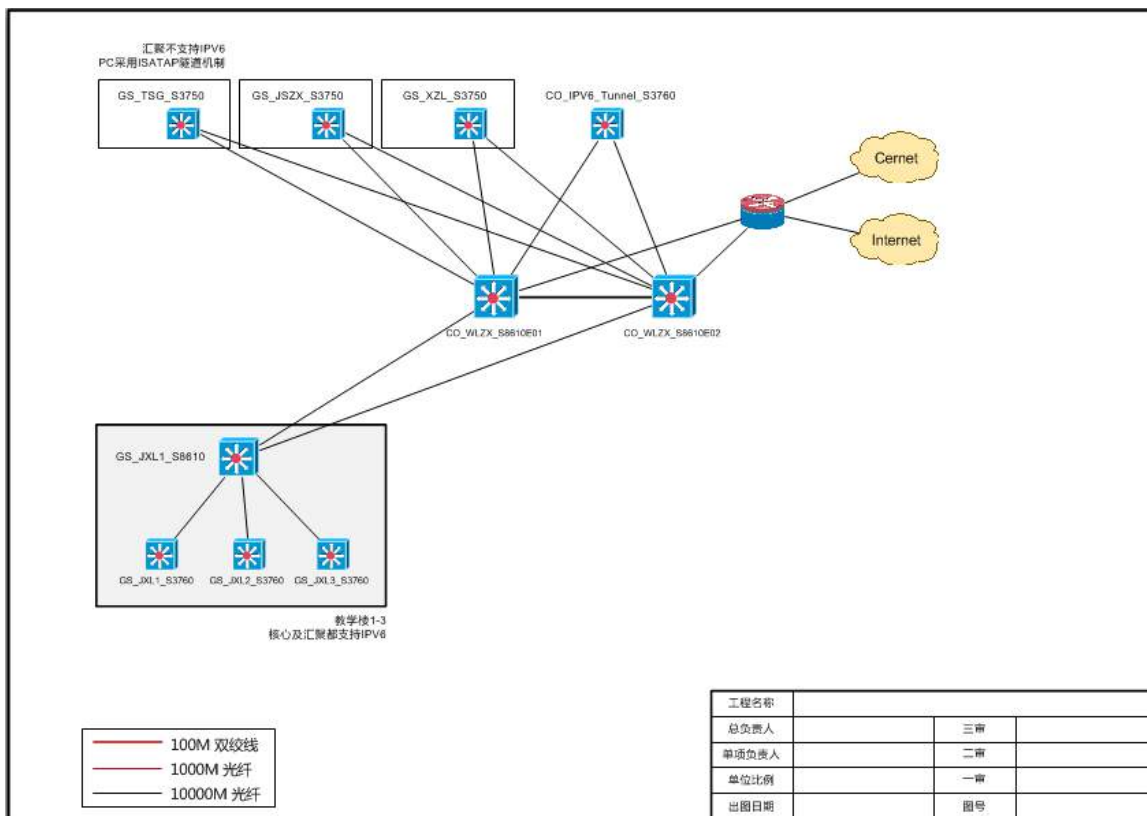 汇聚不支持IPV6
PC采用ISATAP隧道机制
GS_TSG_S3750
GS_JSZX_S3750
GS_XZL_S3750
CO_IPV6_Tunnel_S3760
Cernet
Internet
CO_WLZX_S8610E01
CO_WLZX_S8610E02
GS_JXL1_S8610
GS_JXL1_S3760
GS_JXL2_S3760
GS_JXL3_S3760
教学楼1-3
核心及汇聚都支持IPV6
100M 双绞线
1000M 光纤
10000M 光纤
工程名称
总负责人 三审
单项负责人 二审
单位比例 一审
出图日期 图号